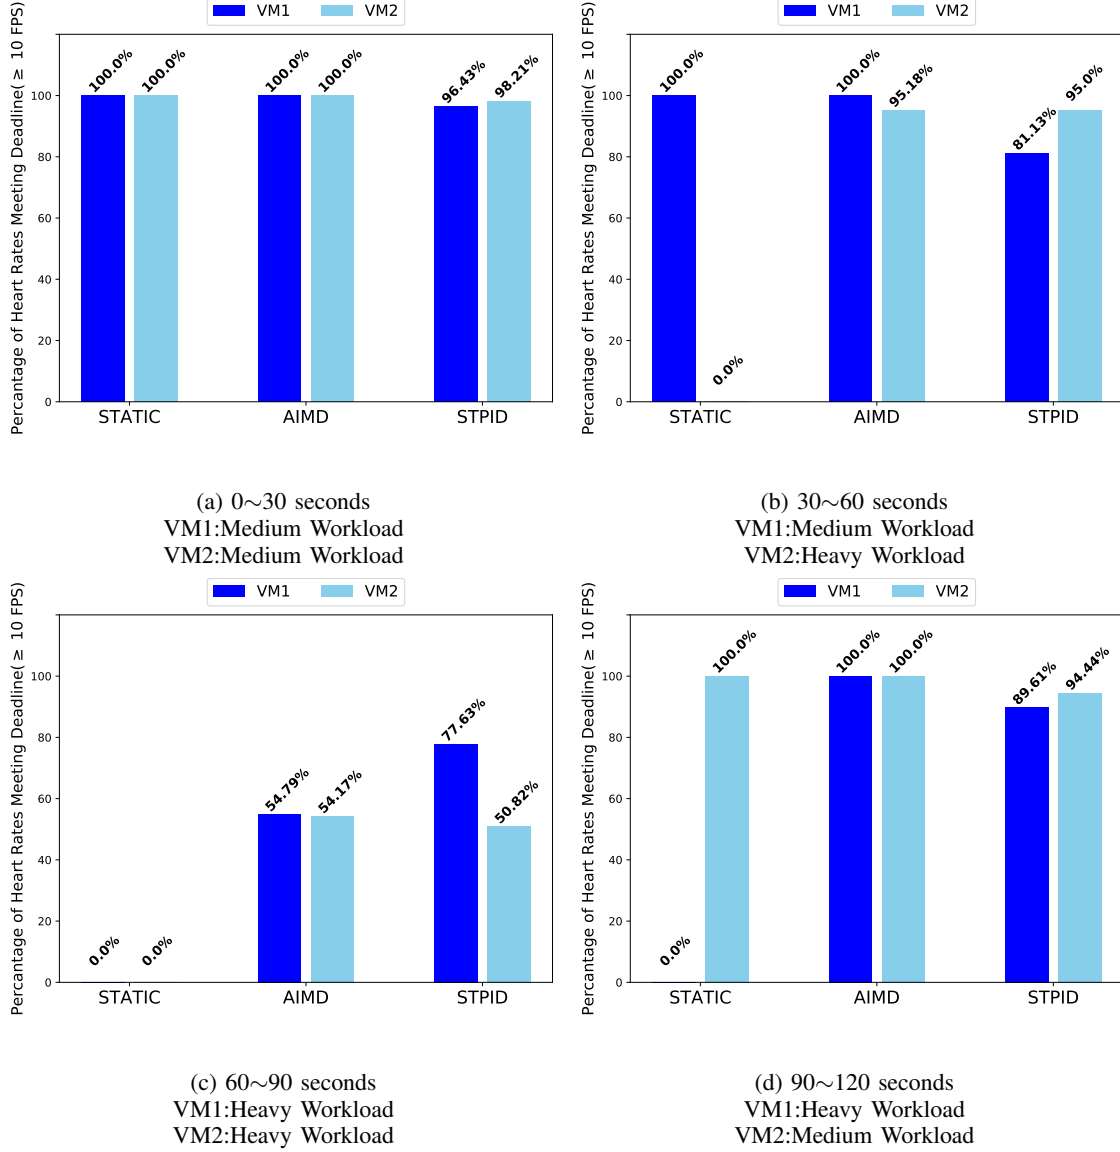 VM1 VM2
Percantage of Heart Rates Meeting Deadline( ≥ 10 FPS)
100
80
60
40
20
0
100.0%
100.0%
100.0%
100.0%
96.43%
98.21%
STATIC AIMD STPID
(a) 0∼30 seconds
VM1:Medium Workload
VM2:Medium Workload
VM1 VM2
Percantage of Heart Rates Meeting Deadline( ≥ 10 FPS)
100
80
60
40
20
0
100.0%
0.0%
100.0%
95.18%
81.13%
95.0%
STATIC AIMD STPID
(b) 30∼60 seconds
VM1:Medium Workload
VM2:Heavy Workload
VM1 VM2
Percantage of Heart Rates Meeting Deadline( ≥ 10 FPS)
100
80
60
40
20
0
0.0%
0.0%
54.79%
54.17%
77.63%
50.82%
STATIC AIMD STPID
(c) 60∼90 seconds
VM1:Heavy Workload
VM2:Heavy Workload
VM1 VM2
Percantage of Heart Rates Meeting Deadline( ≥ 10 FPS)
100
80
60
40
20
0
0.0%
100.0%
100.0%
100.0%
89.61%
94.44%
STATIC AIMD STPID
(d) 90∼120 seconds
VM1:Heavy Workload
VM2:Medium Workload